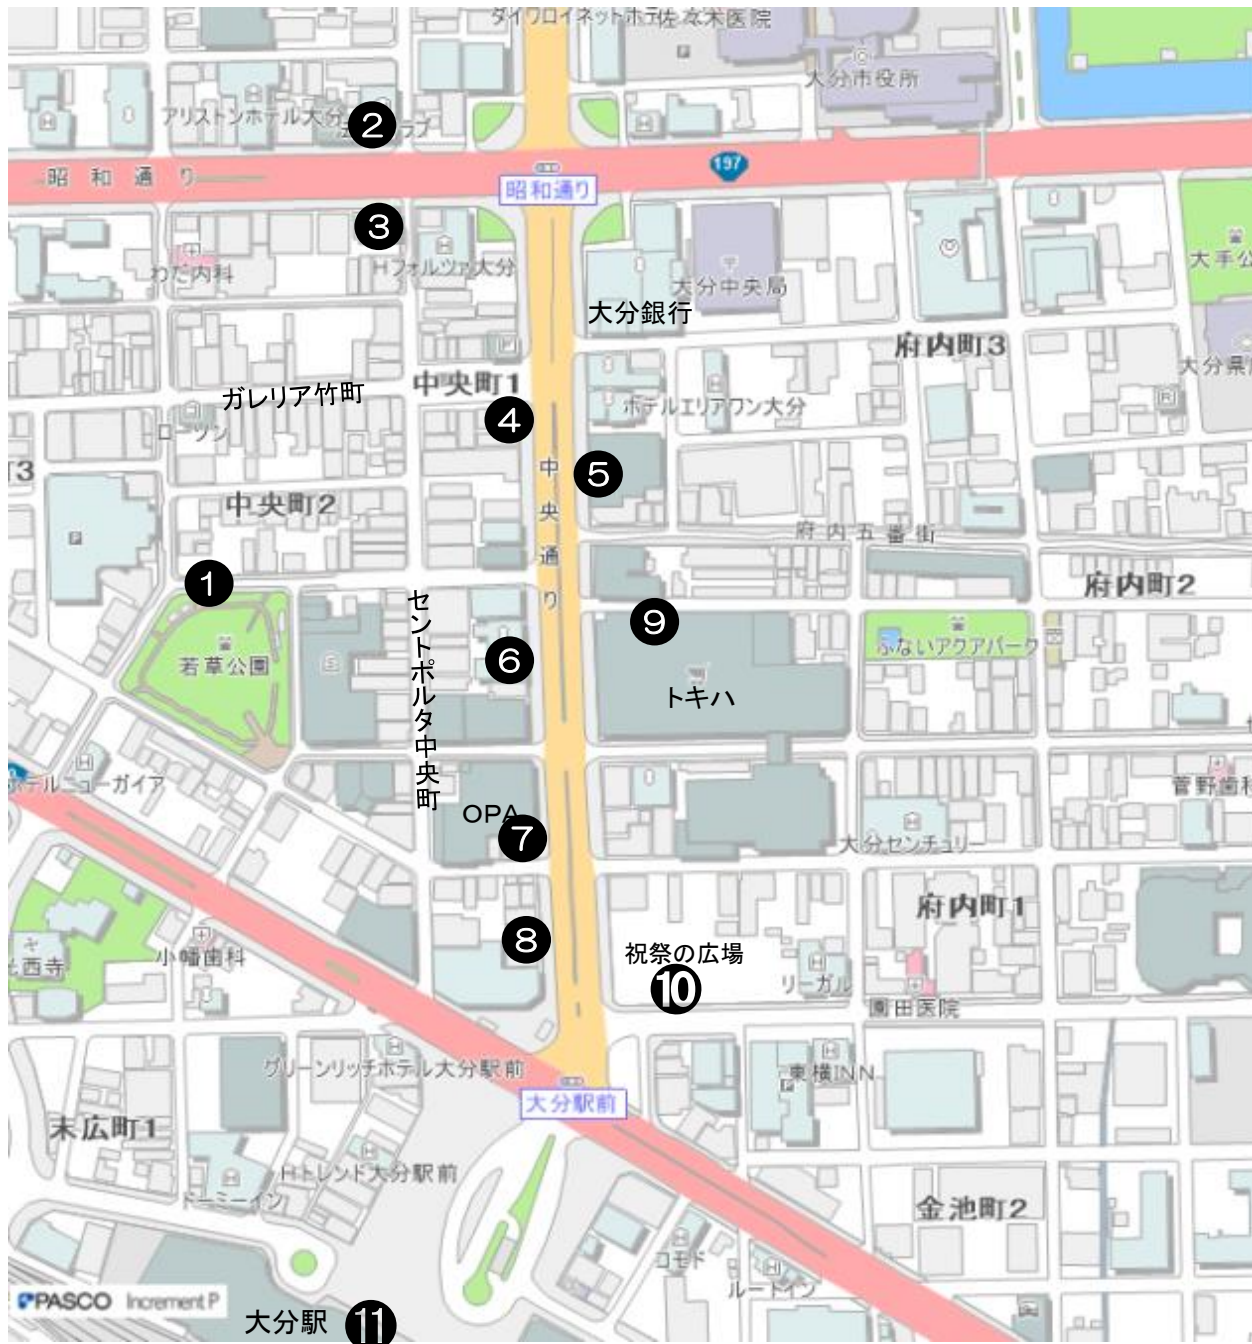 ダイワロイネットホテル
佐々木医院
大分市役所
アリストンホテル大分
2
197
昭和通り
昭和通り
3
わだ内科
Hフォルツァ大分
大分中央局
大手公
大分銀行
府内町3
中央町1
大分県
ガレリア竹町
ホテルエリアワン大分
ローソン
4
町3
5
中央通り
中央町2
府内五番街
1
府内町2
9
セントポルタ中央町
若草公園
6
ふないアクアパーク
トキハ
ホテルニューガイア
菅野歯科
OPA
7
大分センチュリー
府内町1
8
祝祭の広場
光西寺
小幡歯科
10
リーガル
園田医院
グリーンリッチホテル大分駅前
東横INN
大分駅前
末広町1
Hトレンド大分駅前
ドーミーイン
金池町2
コモド
ルートイン
PASCO Increment P
大分駅
11